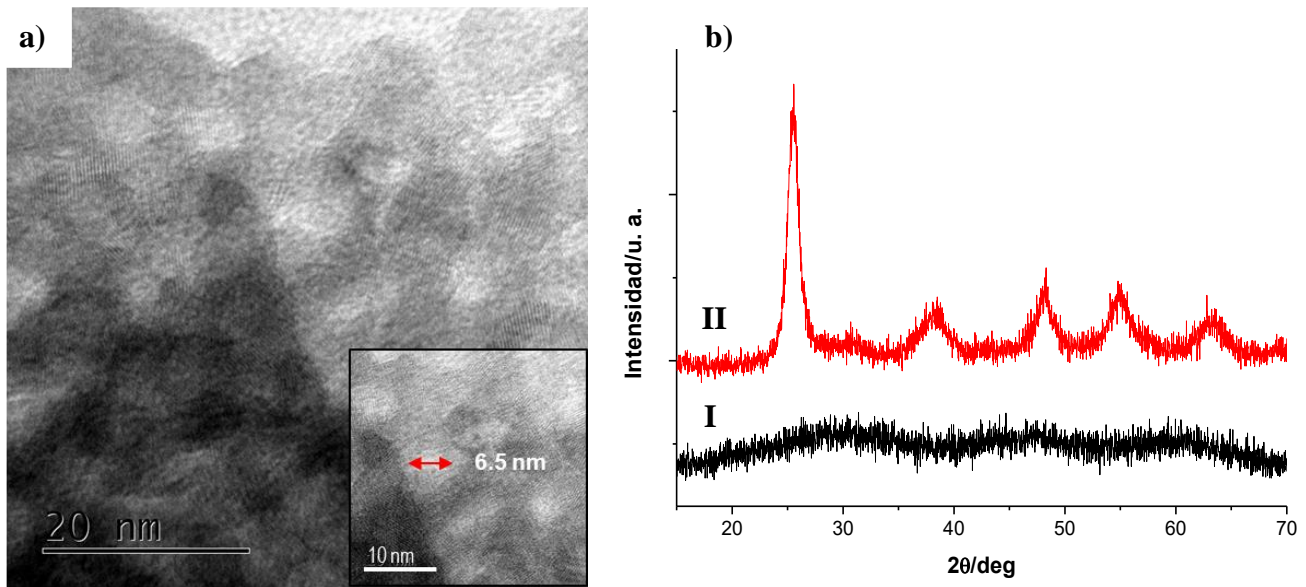 a)
20 nm
6.5 nm
10 nm
b)
Intensidad/u. a.
II
I
20 30 40 50 60 70
2θ/deg